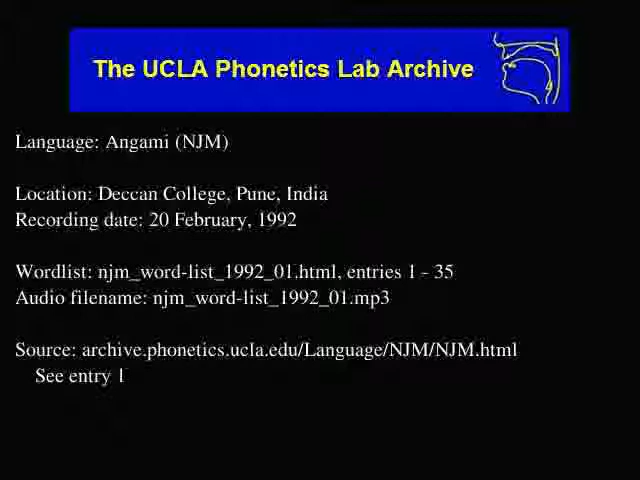 The UCLA Phonetics Lab Archive
Language: Angami (NJM)
Location: Deccan College, Pune, India
Recording date: 20 February, 1992
Wordlist: njm_word-list_1992_01.html, entries 1 - 35
Audio filename: njm_word-list_1992_01.mp3
Source: archive.phonetics.ucla.edu/Language/NJM/NJM.html
See entry 1